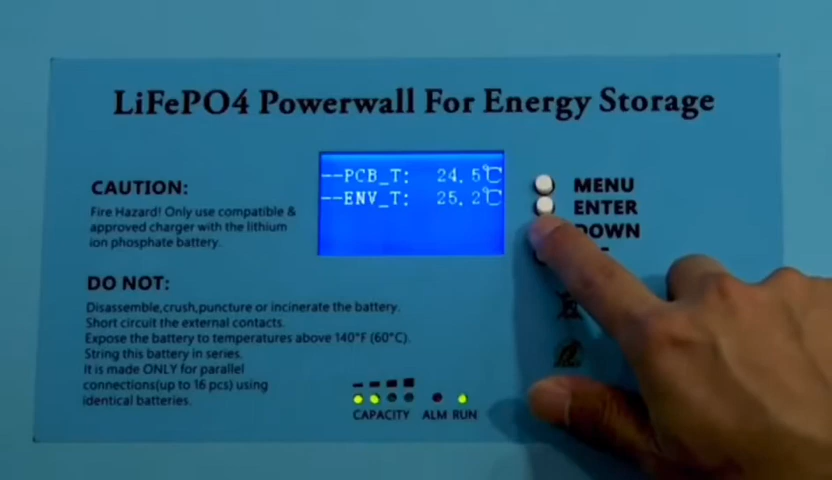 LiFePO4 Powerwall For Energy Storage
--PCB_T: 24.5℃
--ENV_T: 25.2℃
MENU
ENTER
DOWN
CAUTION:
Fire Hazard! Only use compatible &
approved charger with the lithium
ion phosphate battery.
DO NOT:
Disassemble,crush,puncture or incinerate the battery.
Short circuit the external contacts.
Expose the battery to temperatures above 140°F (60°C).
String this battery in series.
It is made ONLY for parallel
connections(up to 16 pcs) using
identical batteries.
CAPACITY ALM RUN